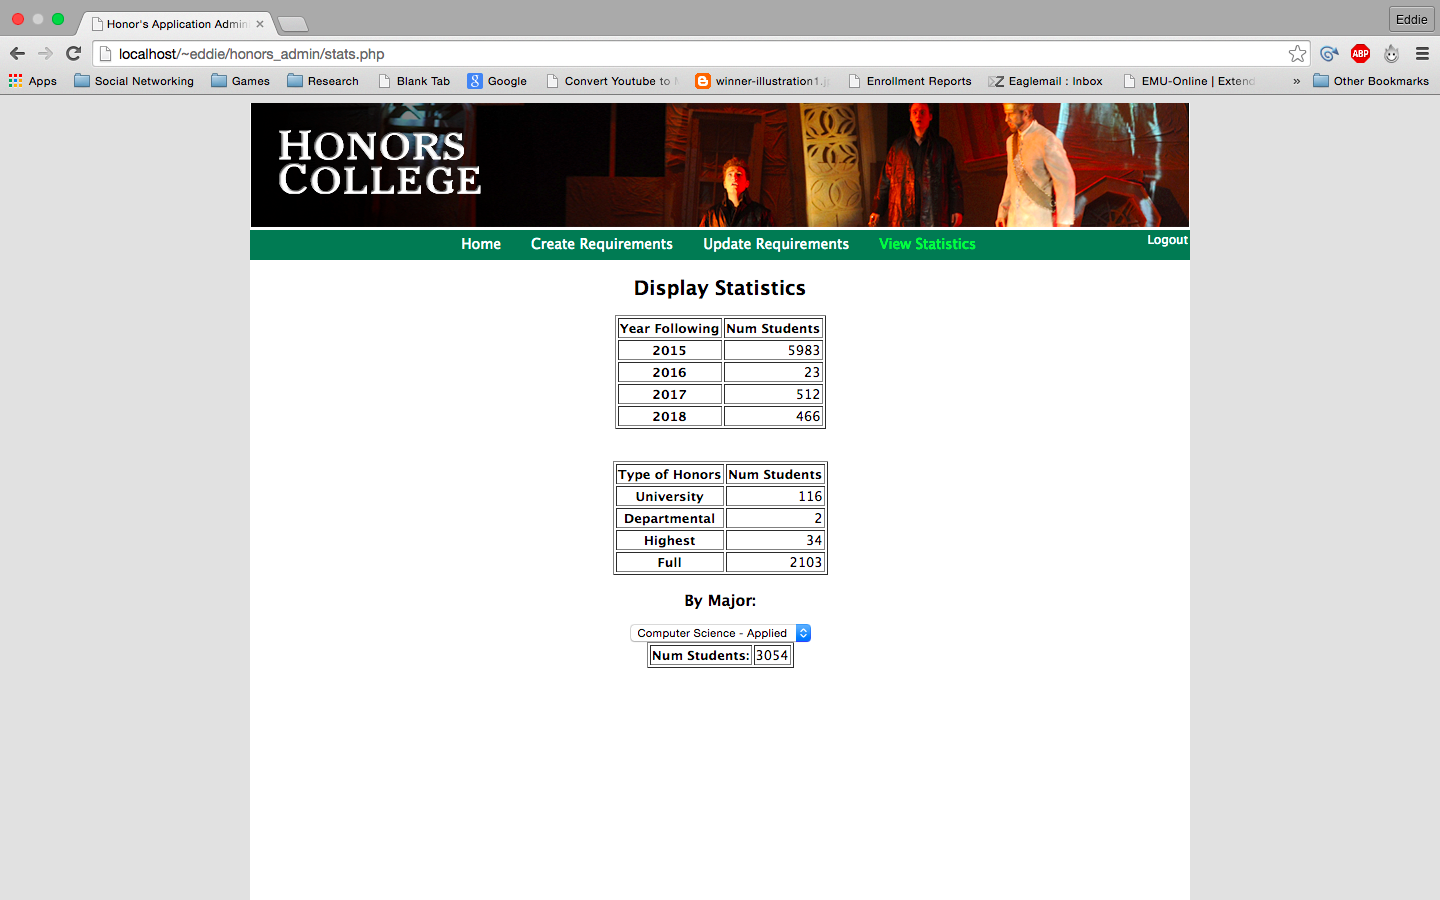 Honor's Application Admin
Eddie
localhost/~eddie/honors_admin/stats.php
ABP
Apps Social Networking Games Research Blank Tab Google Convert Youtube to winner-illustration1.j Enrollment Reports Eaglemail : Inbox EMU-Online | Extend » Other Bookmarks
HONORS
COLLEGE
Home Create Requirements Update Requirements View Statistics Logout
Display Statistics
Year Following Num Students
2015 5983
2016 23
2017 512
2018 466
Type of Honors Num Students
University 116
Departmental 2
Highest 34
Full 2103
By Major:
Computer Science - Applied
Num Students: 3054